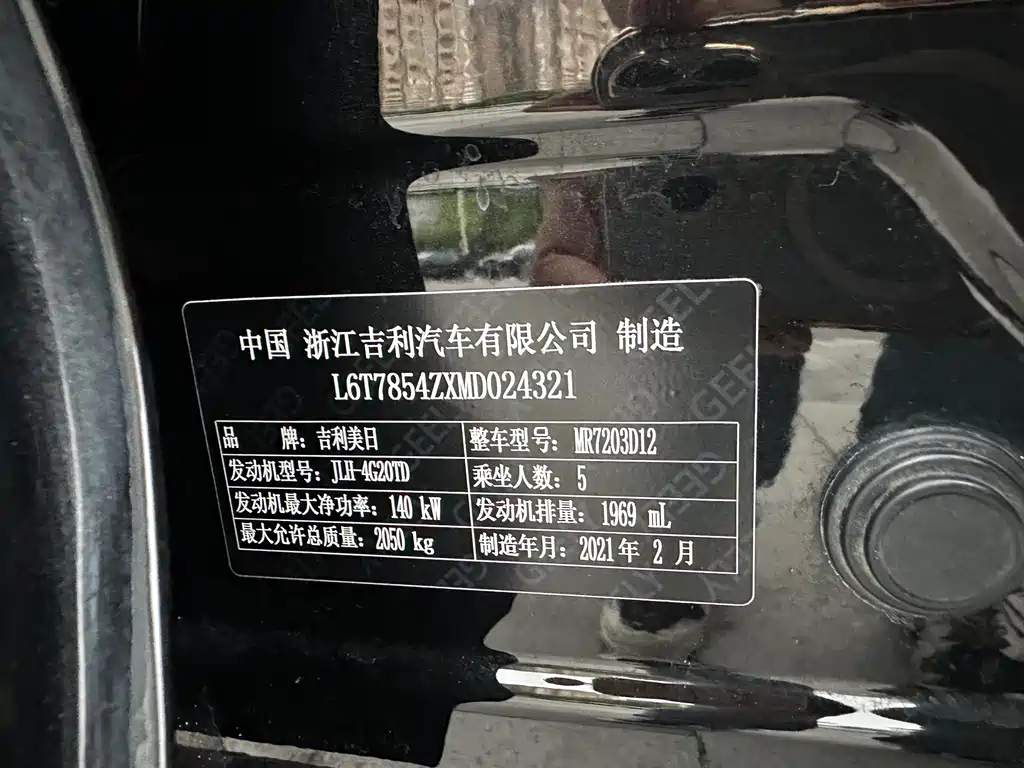 中国 浙江吉利汽车有限公司 制造
L6T7854ZXMD024321
品 牌：吉利美日 整车型号：MR7203D12
发动机型号：JLH-4G20TD 乘坐人数：5
发动机最大净功率：140 kW 发动机排量：1969 mL
最大允许总质量：2050 kg 制造年月：2021年 2 月